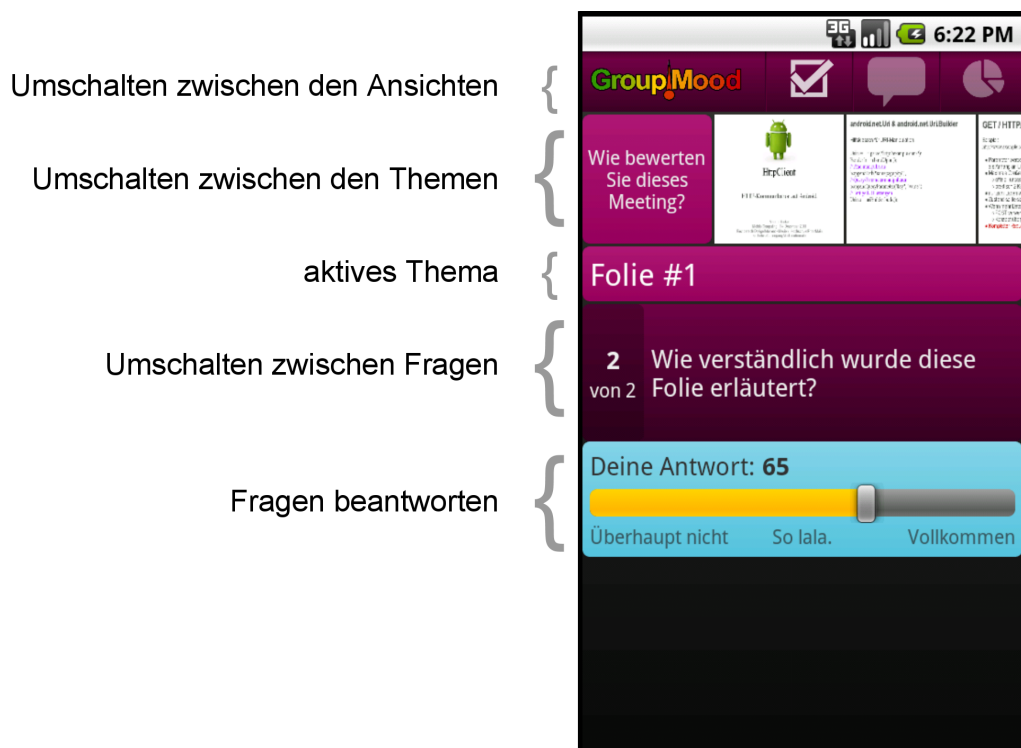 3G
6:22 PM
Umschalten zwischen den Ansichten
Group!Mood
Umschalten zwischen den Themen
Wie bewerten
Sie dieses
Meeting?
HttpClient
android.net.Uri & android.net.Uri.Builder
GET / HTTP
aktives Thema
Folie #1
Umschalten zwischen Fragen
2
von 2
Wie verständlich wurde diese
Folie erläutert?
Fragen beantworten
Deine Antwort: 65
Überhaupt nicht
So lala.
Vollkommen